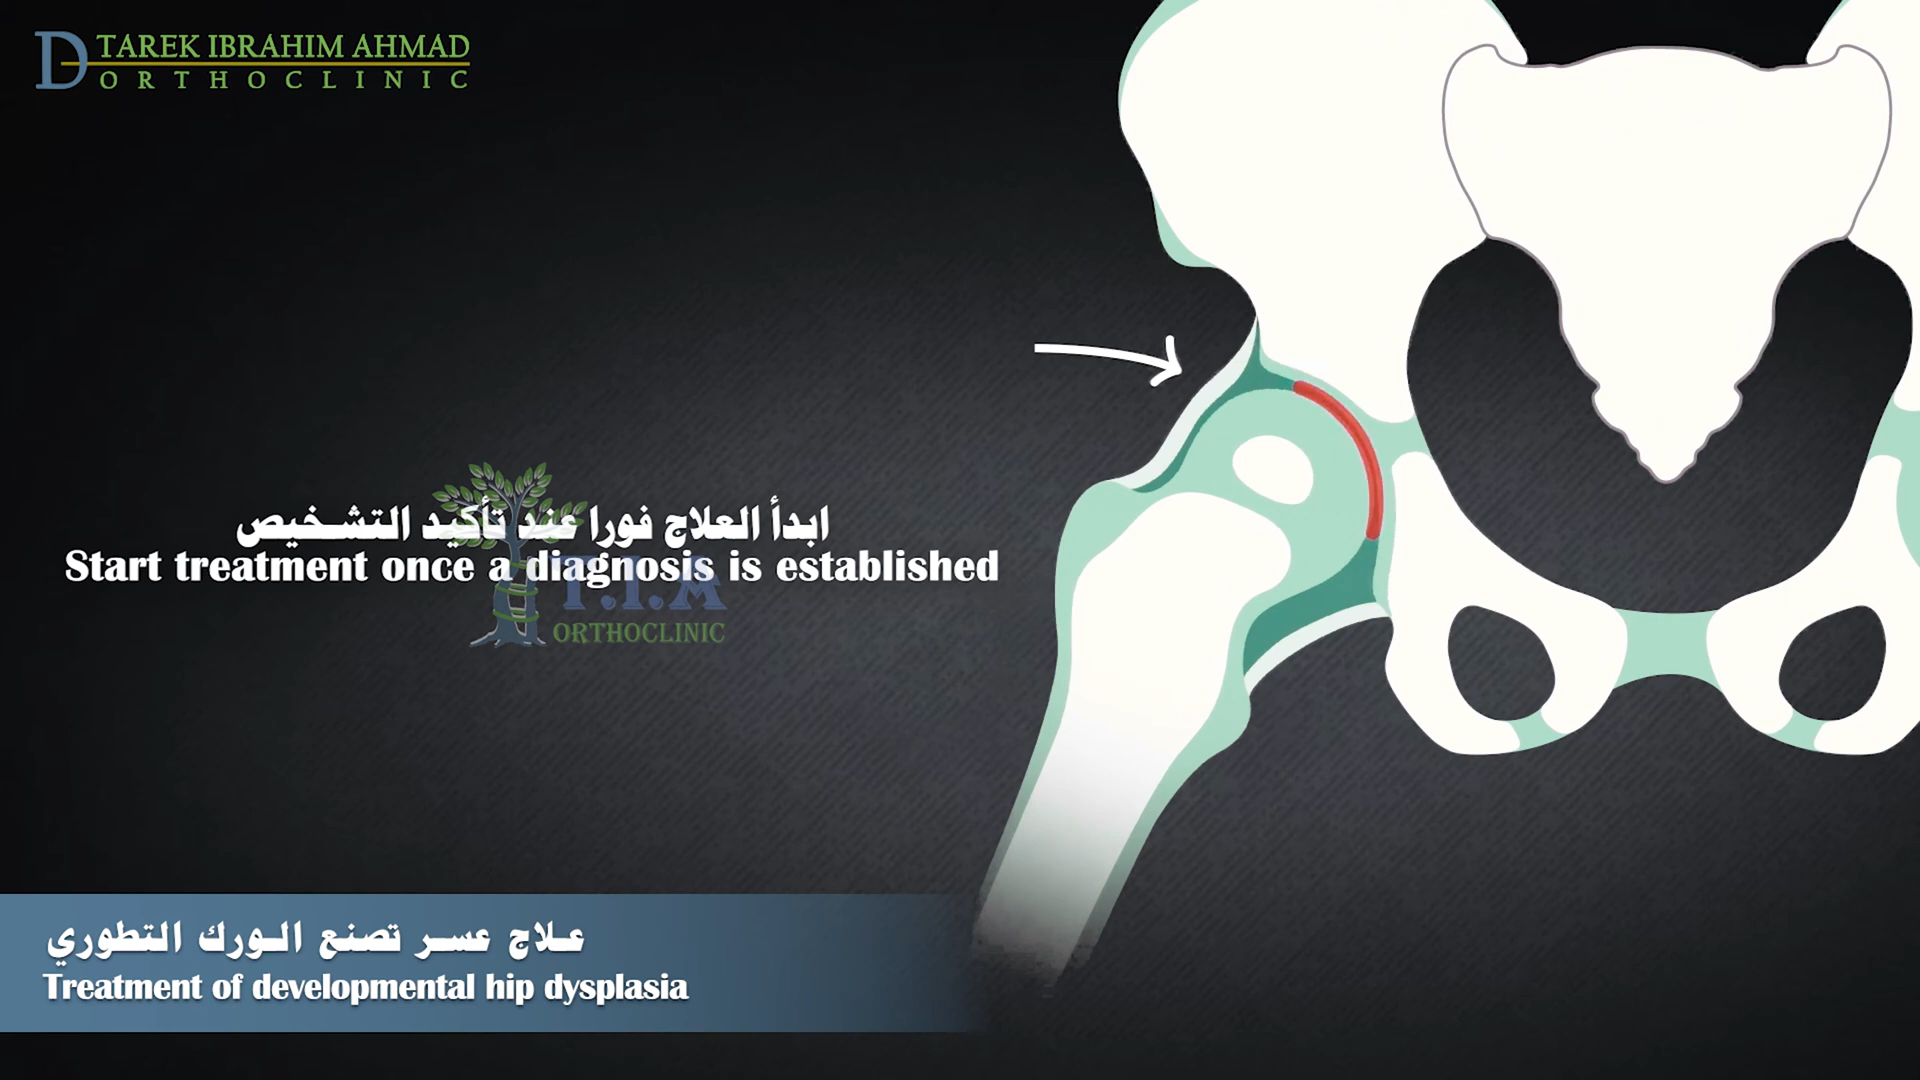 D TAREK IBRAHIM AHMAD
ORTHOCLINIC
ابدأ العلاج فورا عند تأكيد التشخيص
Start treatment once a diagnosis is established
T.I.A
ORTHOCLINIC
علاج عسر تصنع الورك التطوري
Treatment of developmental hip dysplasia